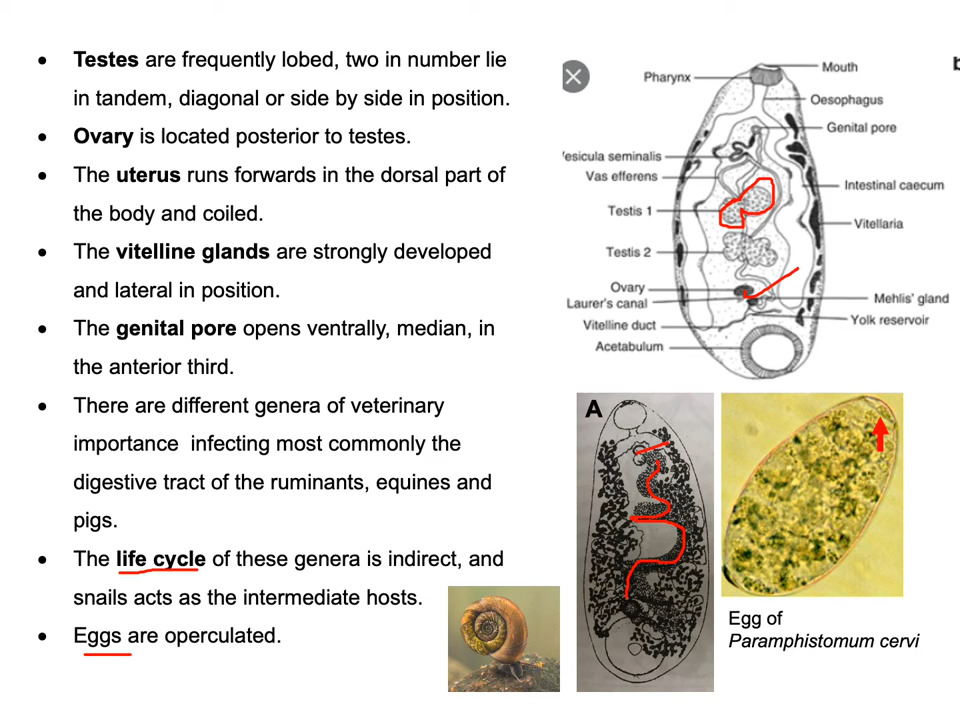 • Testes are frequently lobed, two in number lie
in tandem, diagonal or side by side in position.
• Ovary is located posterior to testes.
• The uterus runs forwards in the dorsal part of
the body and coiled.
• The vitelline glands are strongly developed
and lateral in position.
• The genital pore opens ventrally, median, in
the anterior third.
• There are different genera of veterinary
importance infecting most commonly the
digestive tract of the ruminants, equines and
pigs.
• The life cycle of these genera is indirect, and
snails acts as the intermediate hosts.
• Eggs are operculated.
b
Mouth
Pharynx
Oesophagus
Genital pore
esicula seminalis
Vas efferens
Intestinal caecum
Testis 1
Vitellaria
Testis 2
Ovary
Laurer's canal
Mehlis' gland
Vitelline duct
Yolk reservoir
Acetabulum
A
Egg of
Paramphistomum cervi